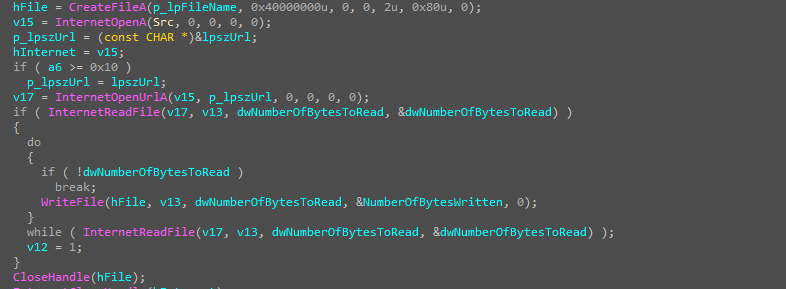 hFile = CreateFileA(p_lpFileName, 0x40000000u, 0, 0, 2u, 0x80u, 0);
v15 = InternetOpenA(Src, 0, 0, 0, 0);
p_lpszUrl = (const CHAR *)&lpszUrl;
hInternet = v15;
if ( a6 >= 0x10 )
p_lpszUrl = lpszUrl;
v17 = InternetOpenUrlA(v15, p_lpszUrl, 0, 0, 0, 0);
if ( InternetReadFile(v17, v13, dwNumberOfBytesToRead, &dwNumberOfBytesToRead) )
{
do
{
if ( !dwNumberOfBytesToRead )
break;
WriteFile(hFile, v13, dwNumberOfBytesToRead, &NumberOfBytesWritten, 0);
}
while ( InternetReadFile(v17, v13, dwNumberOfBytesToRead, &dwNumberOfBytesToRead) );
v12 = 1;
}
CloseHandle(hFile);